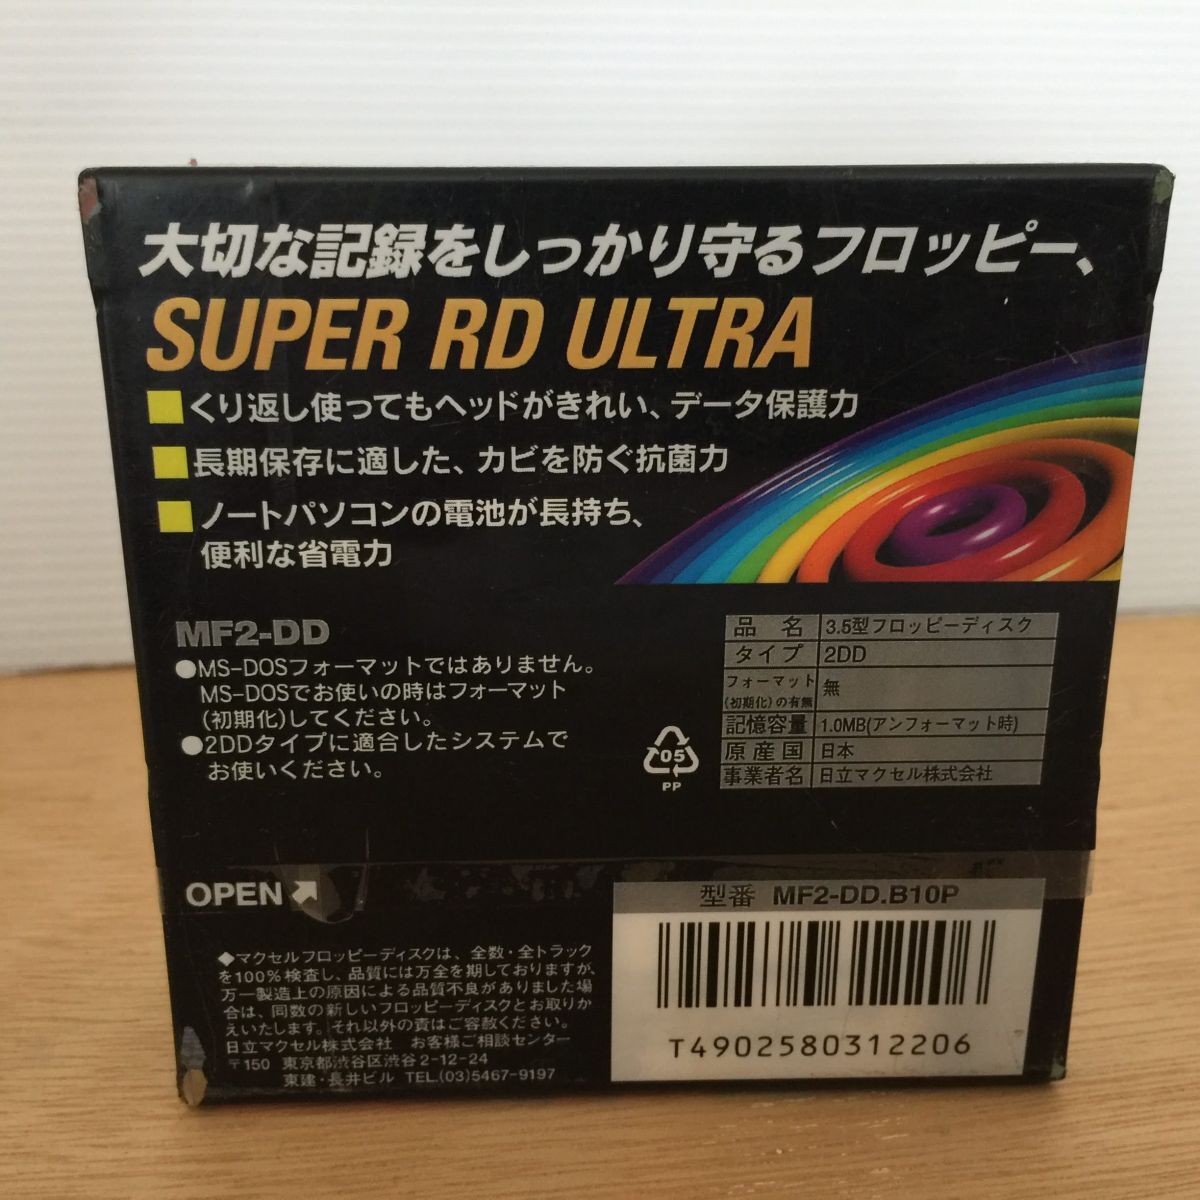 大切な記録をしっかり守るフロッピー、
SUPER RD ULTRA
くり返し使ってもヘッドがきれい、データ保護力
長期保存に適した、カビを防ぐ抗菌力
ノートパソコンの電池が長持ち、
便利な省電力
MF2-DD
●MS-DOSフォーマットではありません。
MS-DOSでお使いの時はフォーマット
(初期化)してください。
●2DDタイプに適合したシステムで
お使いください。
05
PP
品名 3.5型フロッピーディスク
タイプ 2DD
フォーマット(初期化)の有無 無
記憶容量 1.0MB(アンフォーマット時)
原産国 日本
事業者名 日立マクセル株式会社
OPEN
◆マクセルフロッピーディスクは、全数・全トラック
を100%検査し、品質には万全を期しておりますが、
万一製造上の原因による品質不良がありました場
合は、同数の新しいフロッピーディスクとお取りか
えいたします。それ以外の責はご容赦ください。
日立マクセル株式会社 お客様ご相談センター
〒150 東京都渋谷区渋谷2-12-24
東建・長井ビル TEL.(03)5467-9197
型番 MF2-DD.B10P
T4902580312206